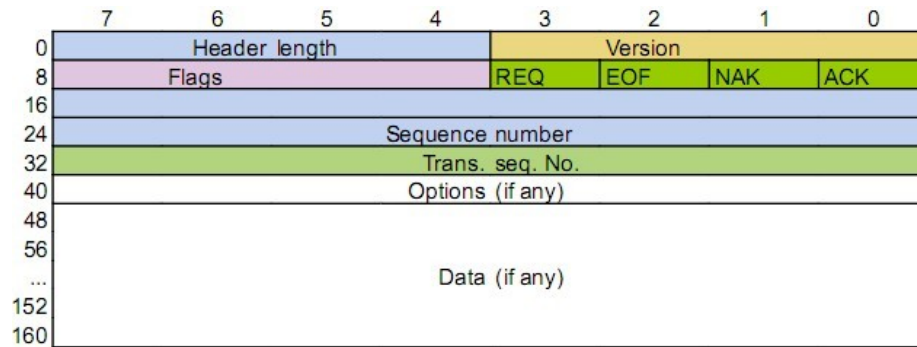 7 6 5 4 3 2 1 0
0 Header length Version
8 Flags REQ EOF NAK ACK
16
24 Sequence number
32 Trans. seq. No.
40 Options (if any)
48
56
... Data (if any)
152
160